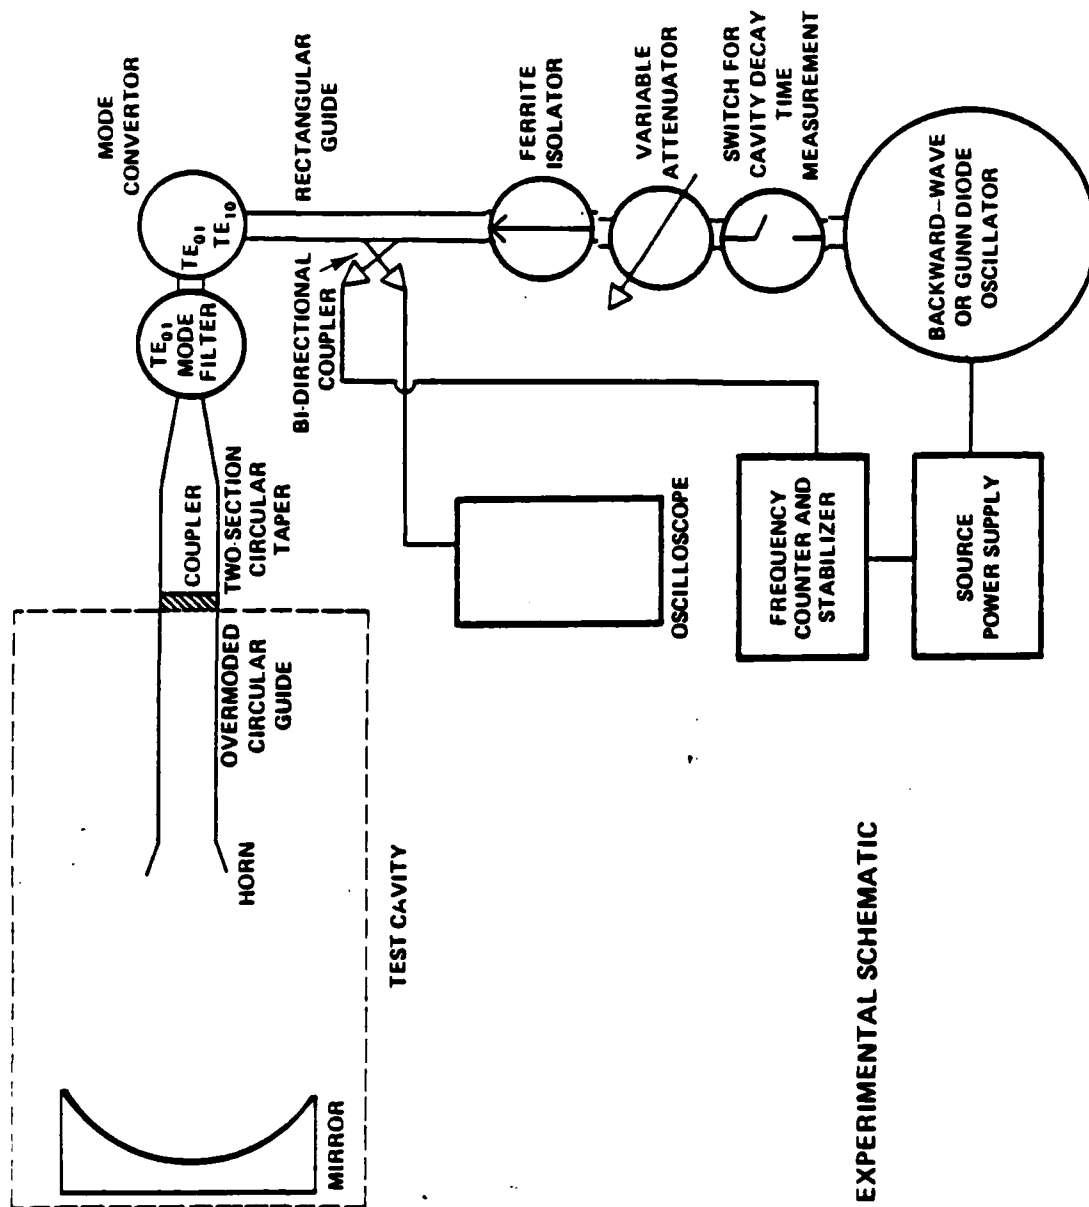 MODE
CONVERTOR
TE01
TE10
TE01
MODE
FILTER
RECTANGULAR
GUIDE
BI-DIRECTIONAL
COUPLER
FERRITE
ISOLATOR
VARIABLE
ATTENUATOR
SWITCH FOR
CAVITY DECAY
TIME
MEASUREMENT
BACKWARD-WAVE
OR GUNN DIODE
OSCILLATOR
COUPLER
TWO-SECTION
CIRCULAR
TAPER
OVERMODED
CIRCULAR
GUIDE
HORN
MIRROR
TEST CAVITY
OSCILLOSCOPE
FREQUENCY
COUNTER AND
STABILIZER
SOURCE
POWER SUPPLY
EXPERIMENTAL SCHEMATIC